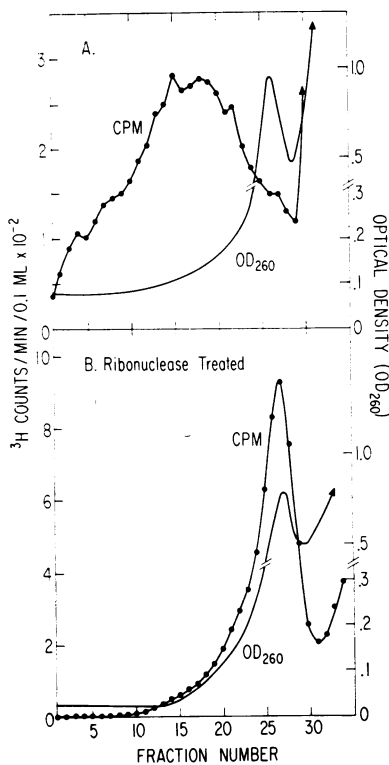 A.
3
2
1
0
CPM
OD260
1.0
.5
.3
.2
.1
0
B. Ribonuclease Treated
10
8
6
4
2
0
CPM
OD260
1.0
.5
.3
.2
.1
0
5 10 15 20 25 30
FRACTION NUMBER
3H COUNTS/MIN/0.1 ML x 10-2
OPTICAL DENSITY (OD260)